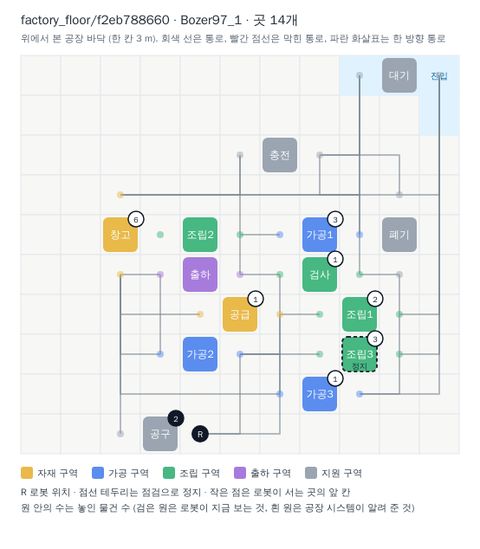 factory_floor/f2eb788660 · Bozer97_1 · 곳 14개
위에서 본 공장 바닥 (한 칸 3 m). 회색 선은 통로, 빨간 점선은 막힌 통로, 파란 화살표는 한 방향 통로
대기
전립
충전
6
창고
조립2
3
가공1
폐기
출하
1
검사
1
공급
2
조립1
가공2
3
조립3
정지
1
가공3
2
공구
R
자재 구역
가공 구역
조립 구역
출하 구역
지원 구역
R 로봇 위치 · 점선 테두리는 점검으로 정지 · 작은 점은 로봇이 서는 곳의 앞 칸
원 안의 수는 놓인 물건 수 (검은 원은 로봇이 지금 보는 것, 흰 원은 공장 시스템이 알려 준 것)